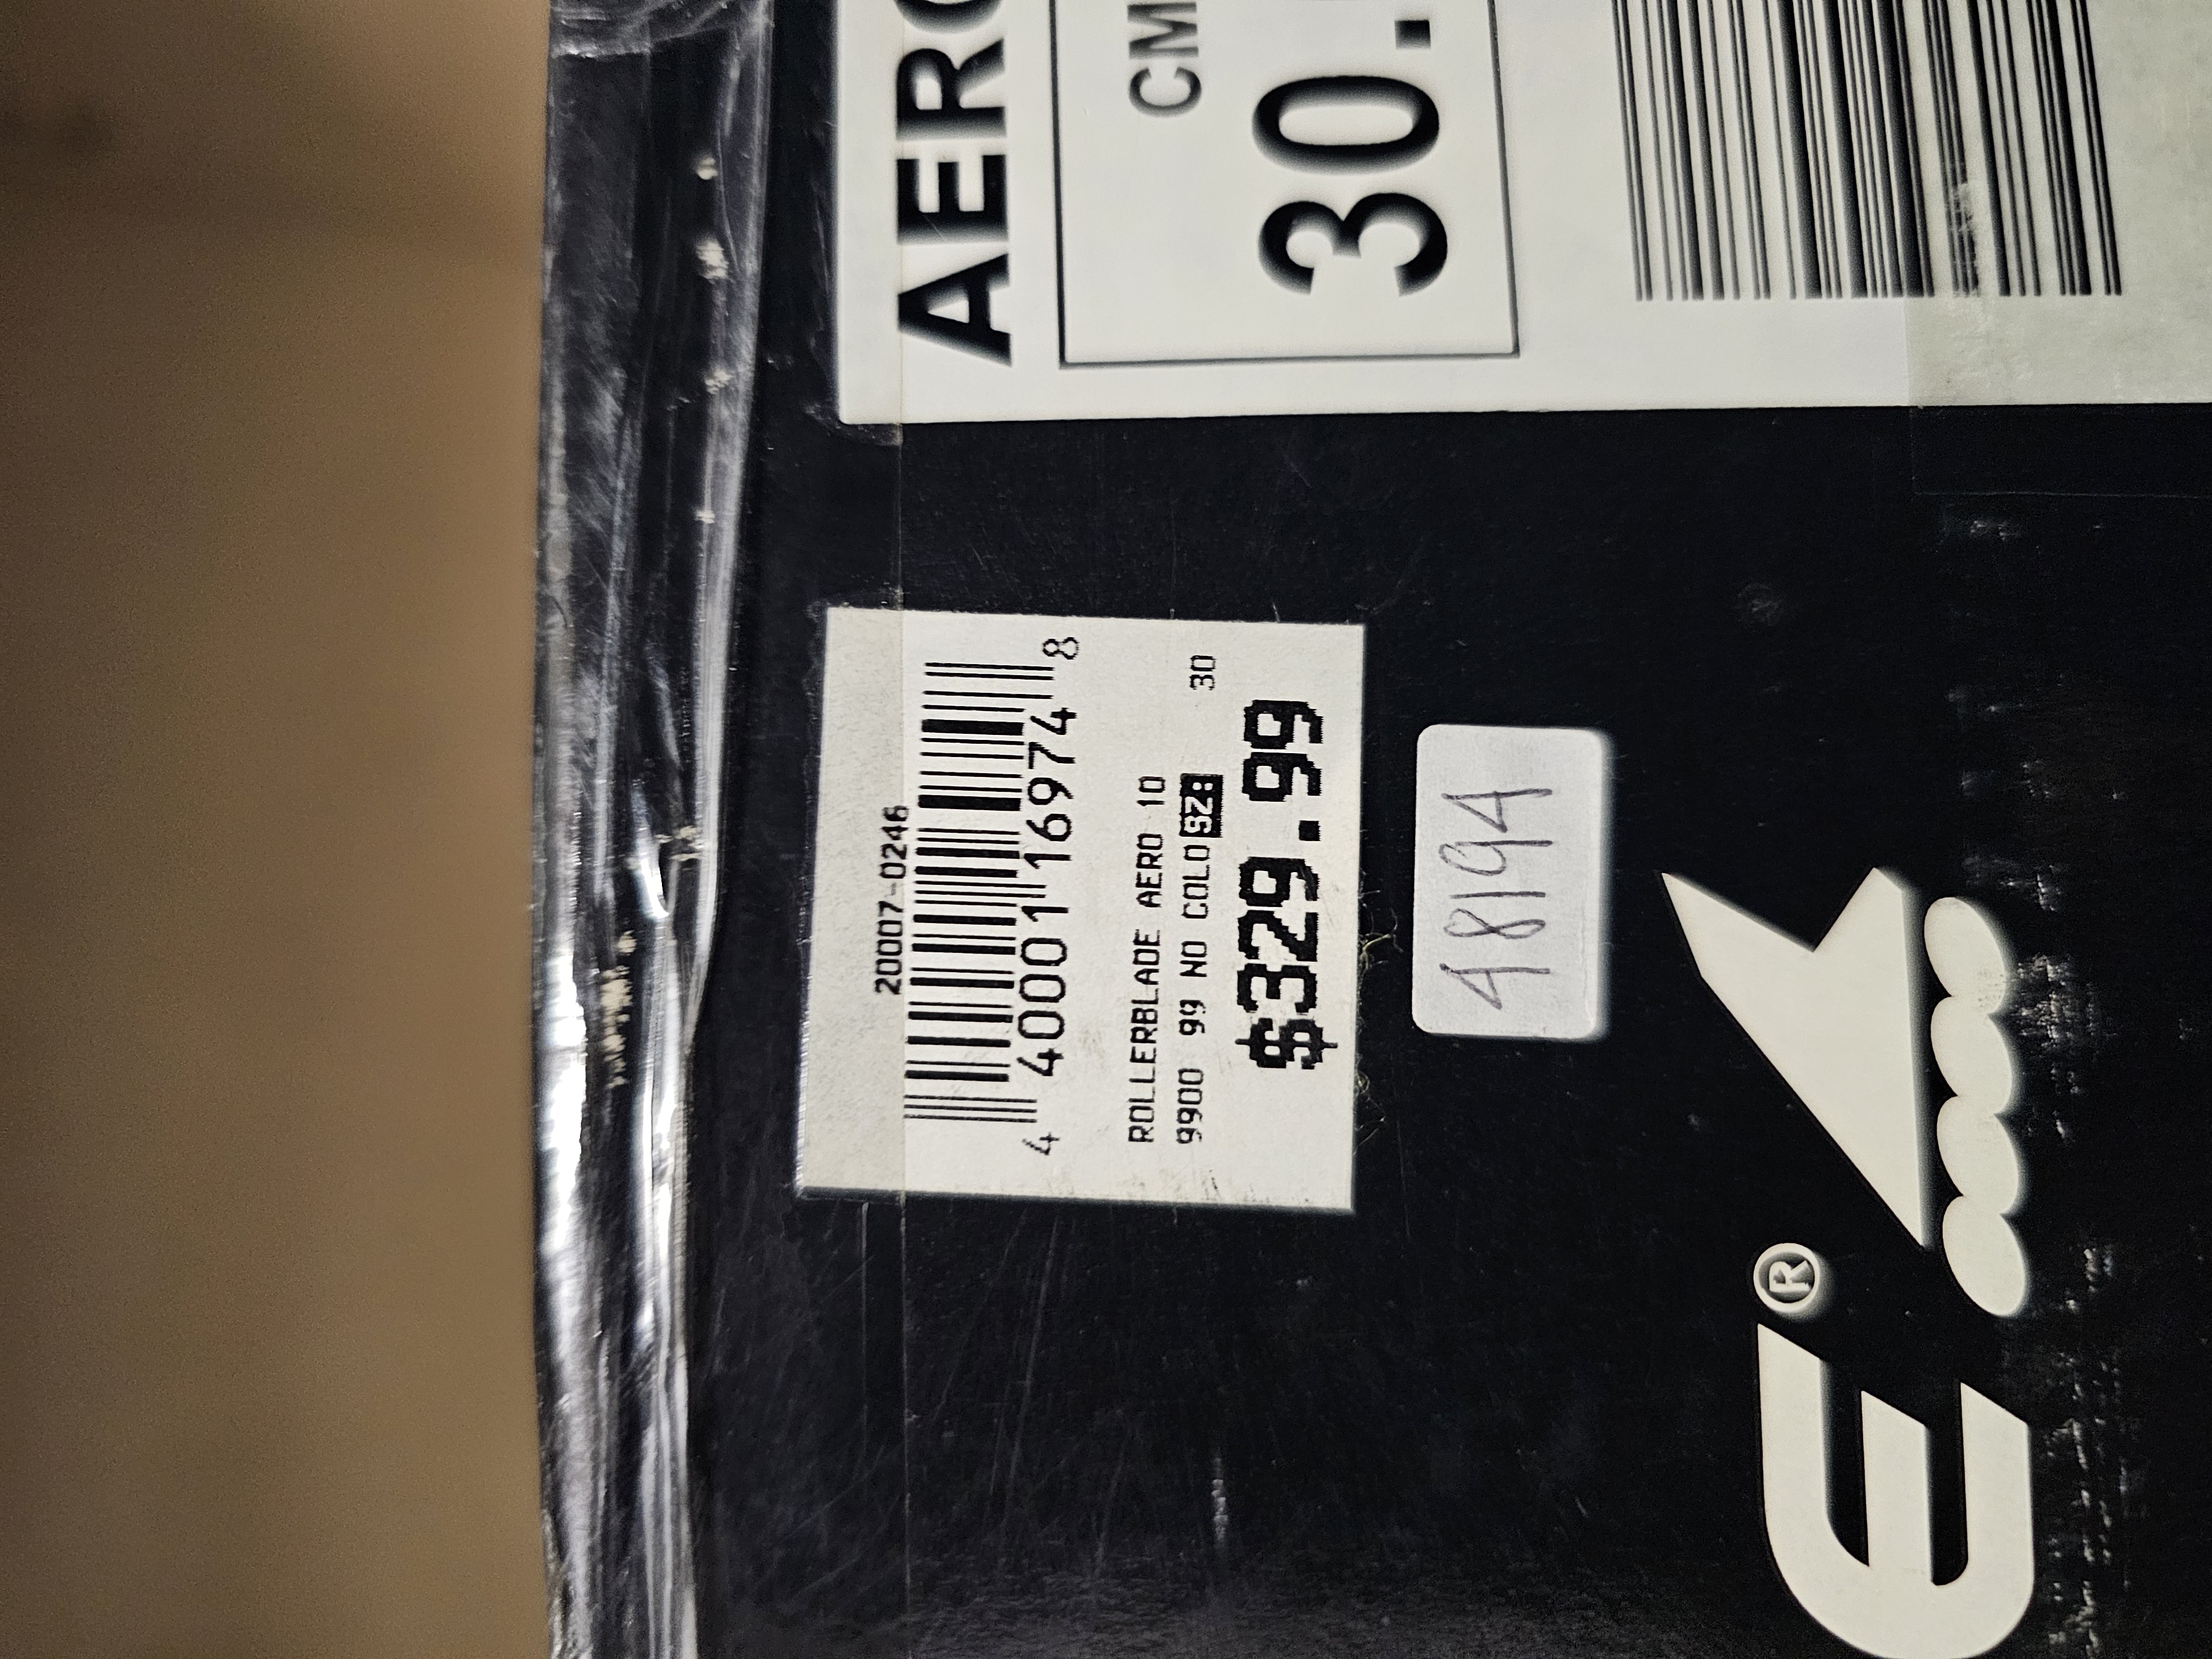 AERO
CM
30.
20007-0246
4 40001 16974 8
ROLLERBLADE AERO 10
9900 99 NO COLO SZ: 30
$329.99
48194
E®